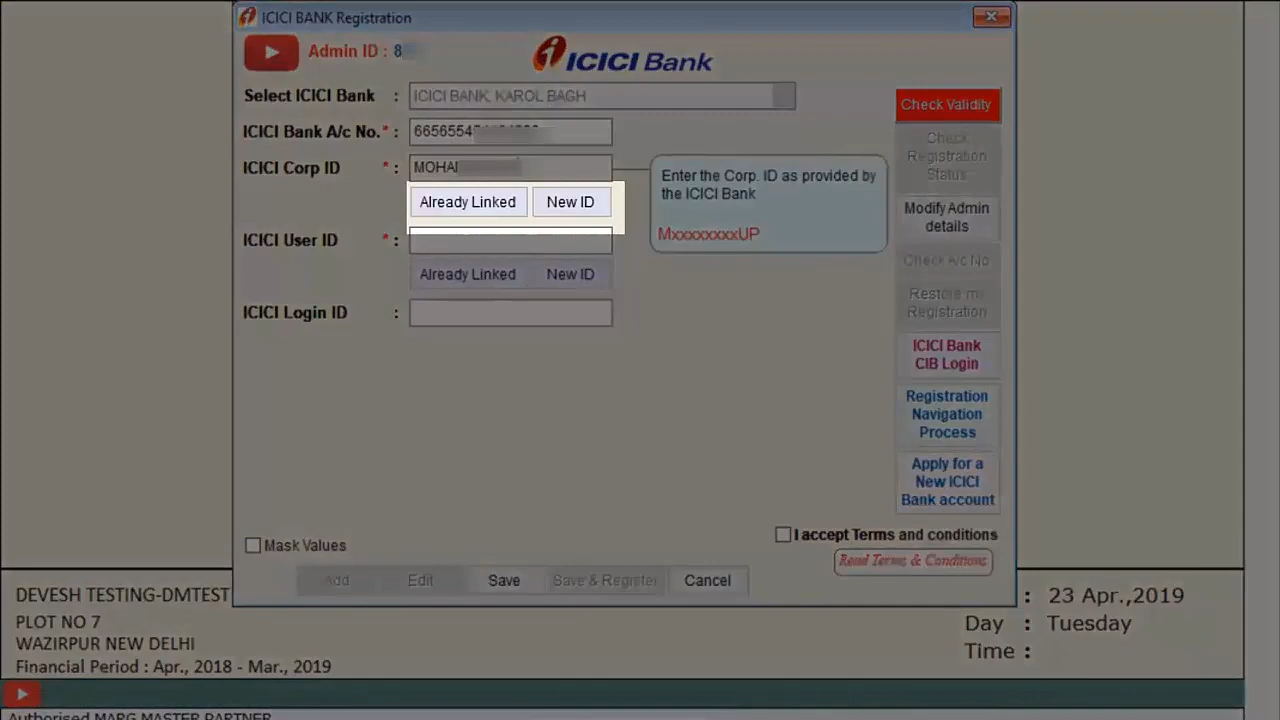 ICICI BANK Registration
Admin ID : 8
ICICI Bank
Select ICICI Bank : ICICI BANK, KAROL BAGH
Check Validity
ICICI Bank A/c No.* : 665655
Check
Registration
Status
ICICI Corp ID * : MOHA
Enter the Corp. ID as provided by
the ICICI Bank
MxxxxxxxxUP
Already Linked New ID
Modify Admin
details
ICICI User ID * :
Check A/c No.
Already Linked New ID
Restore my
Registration
ICICI Login ID :
ICICI Bank
CIB Login
Registration
Navigation
Process
Apply for a
New ICICI
Bank account
I accept Terms and conditions
Mask Values
Read Terms & Conditions
Add Edit Save Save & Register Cancel
DEVESH TESTING-DMTEST
: 23 Apr.,2019
PLOT NO 7
Day : Tuesday
WAZIRPUR NEW DELHI
Time :
Financial Period : Apr., 2018 - Mar., 2019
Authorised MARG MASTER PARTNER